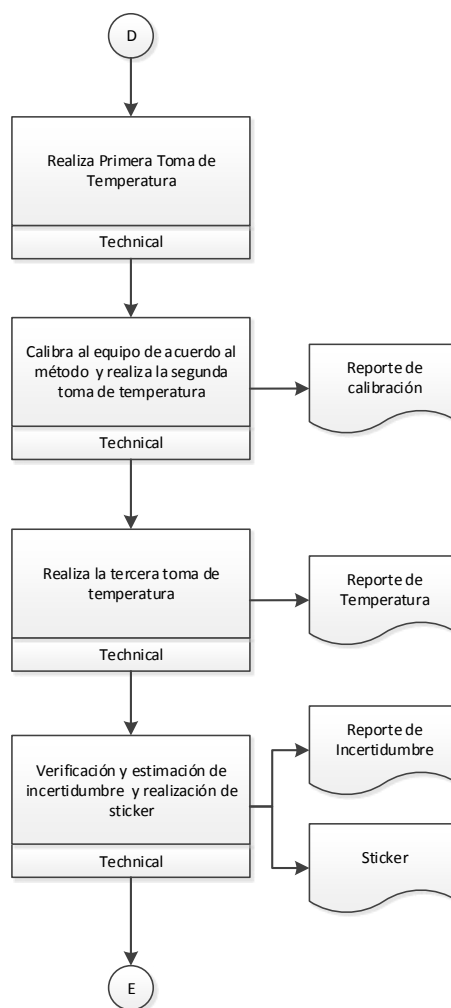 D
Realiza Primera Toma de
Temperatura
Technical
Calibra al equipo de acuerdo al
método y realiza la segunda
toma de temperatura
Technical
Reporte de
calibración
Realiza la tercera toma de
temperatura
Technical
Reporte de
Temperatura
Verificación y estimación de
incertidumbre y realización de
sticker
Technical
Reporte de
Incertidumbre
Sticker
E